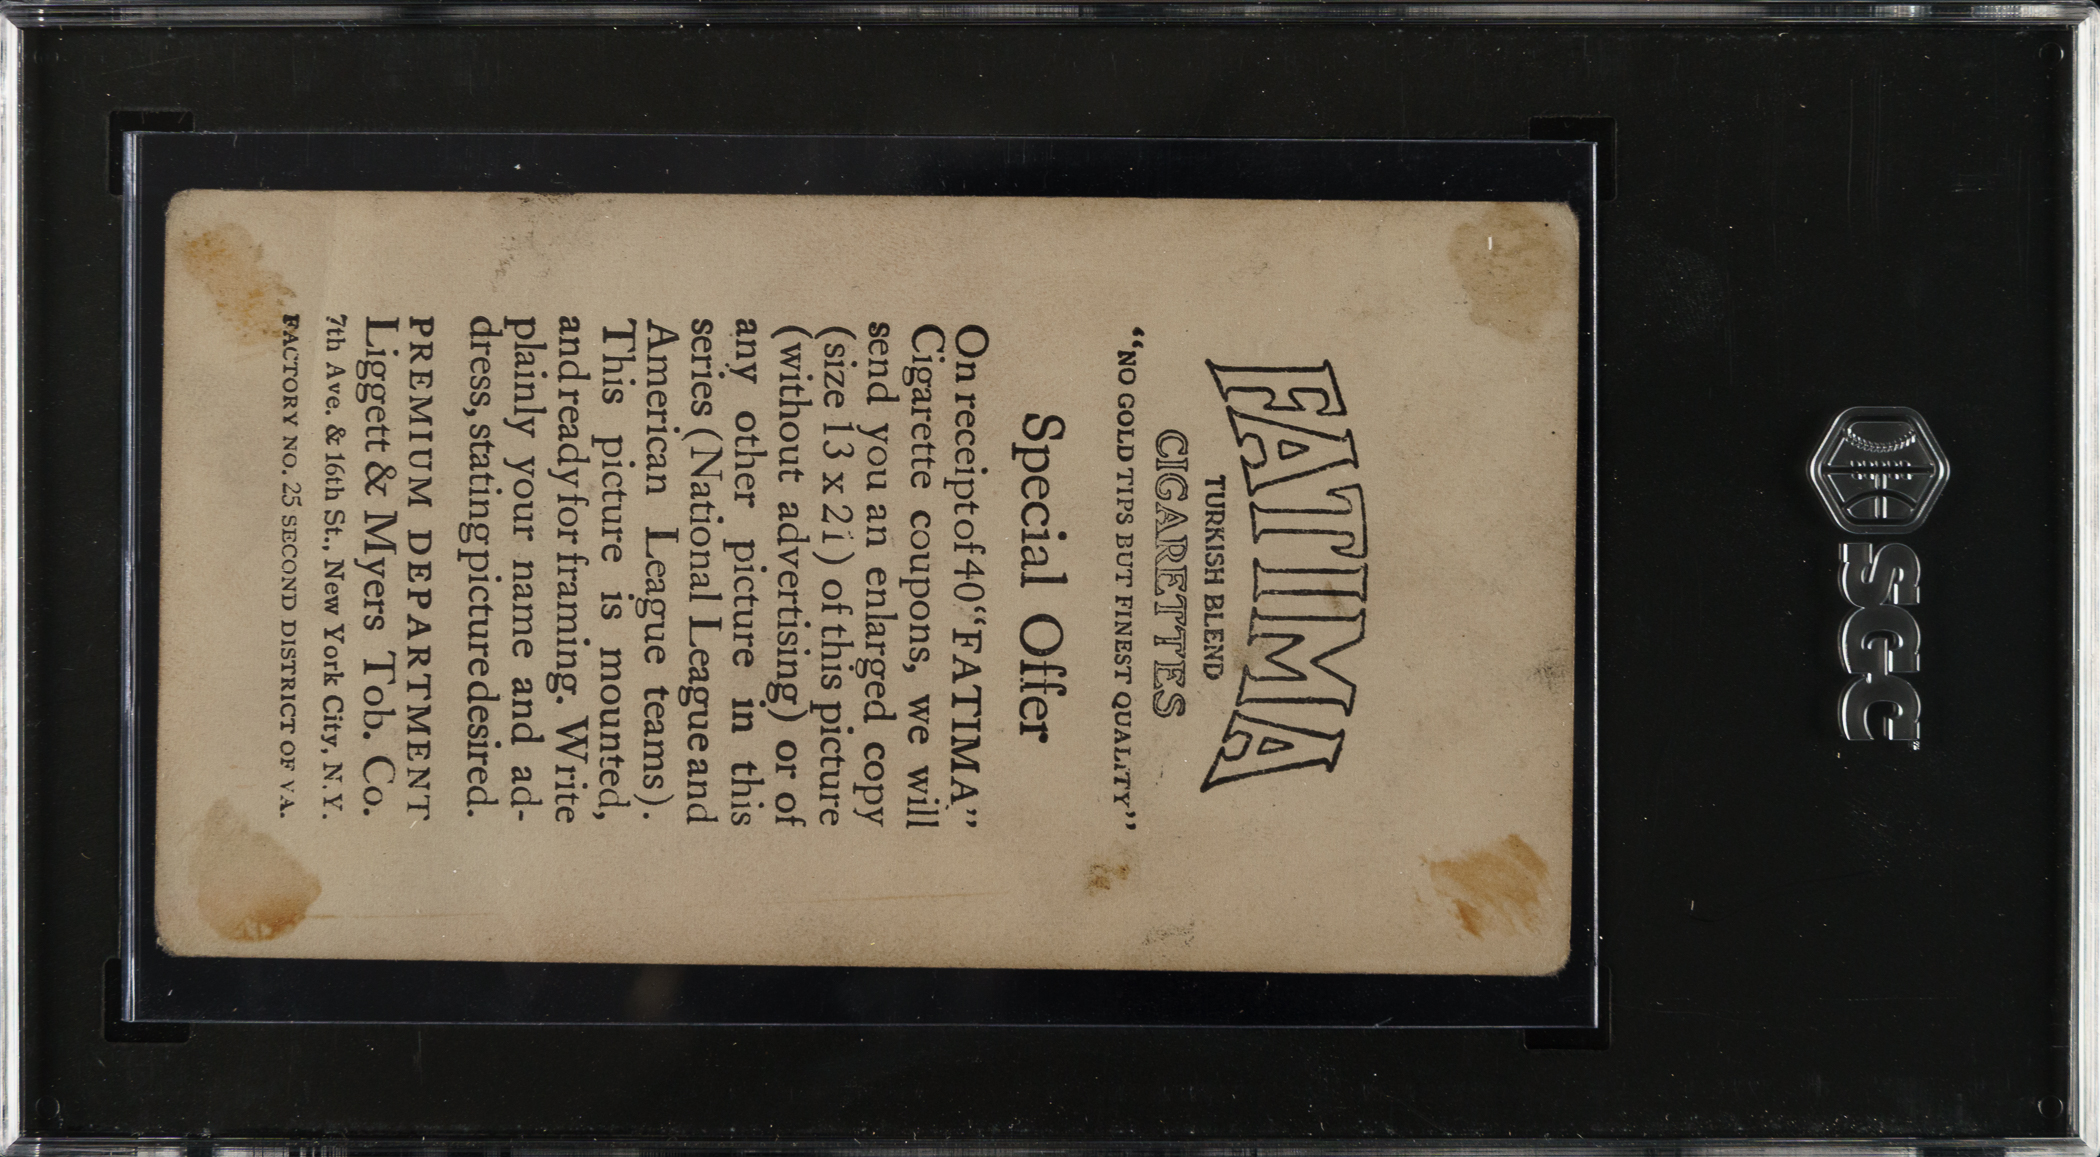 FATIMA
TURKISH BLEND
CIGARETTES
"NO GOLD TIPS BUT FINEST QUALITY"
Special Offer
On receipt of 40 "FATIMA"
Cigarette coupons, we will
send you an enlarged copy
(size 13 x 21) of this picture
(without advertising) or of
any other picture in this
series (National League and
American League teams).
This picture is mounted,
and ready for framing. Write
plainly your name and ad-
dress, stating picture desired.
PREMIUM DEPARTMENT
Liggett & Myers Tob. Co.
7th Ave. & 16th St., New York City, N.Y.
FACTORY NO. 25 SECOND DISTRICT OF VA.
SGC